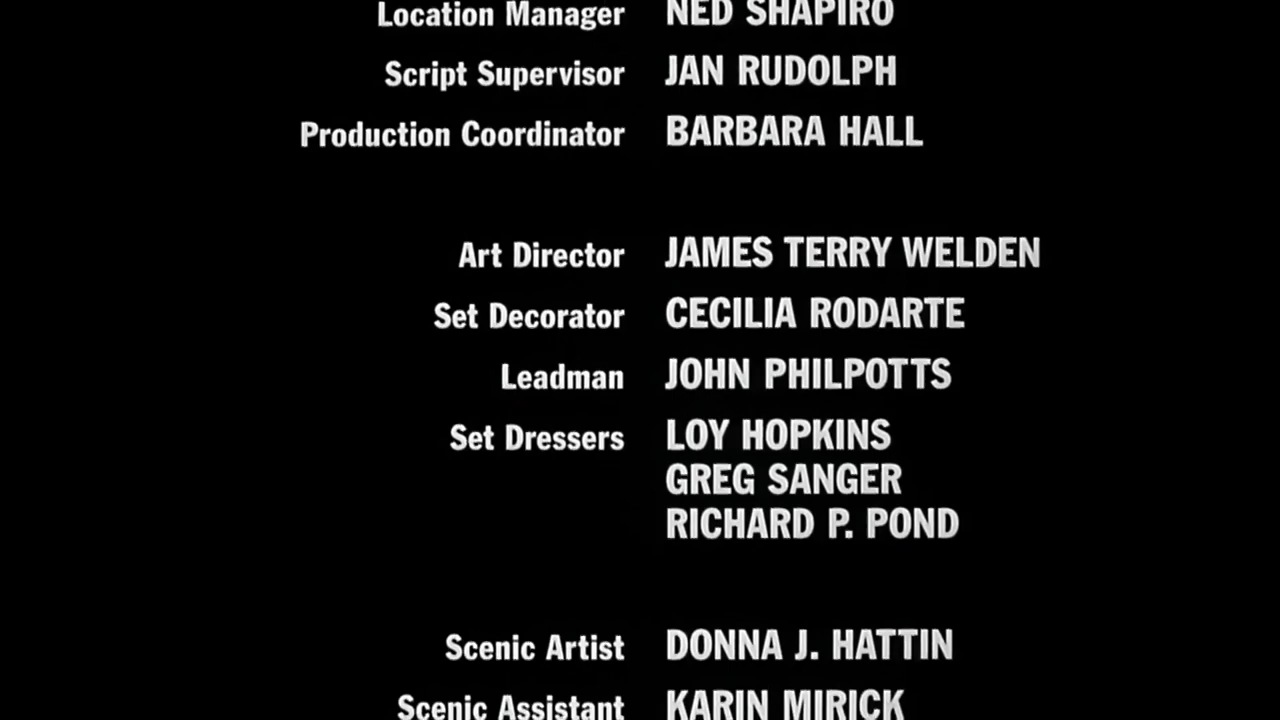 Location Manager NED SHAPIRO
Script Supervisor JAN RUDOLPH
Production Coordinator BARBARA HALL
Art Director JAMES TERRY WELDEN
Set Decorator CECILIA RODARTE
Leadman JOHN PHILPOTTS
Set Dressers LOY HOPKINS
GREG SANGER
RICHARD P. POND
Scenic Artist DONNA J. HATTIN
Scenic Assistant KARIN MIRICK